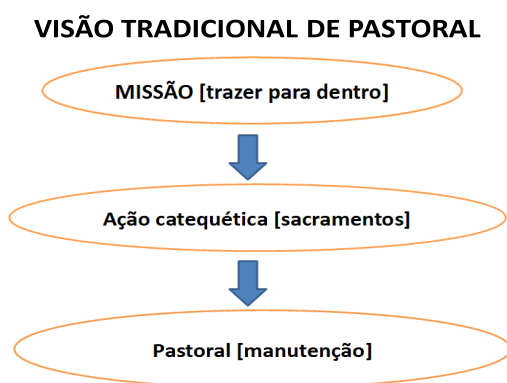 VISÃO TRADICIONAL DE PASTORAL
MISSÃO [trazer para dentro]
Ação catequética [sacramentos]
Pastoral [manutenção]